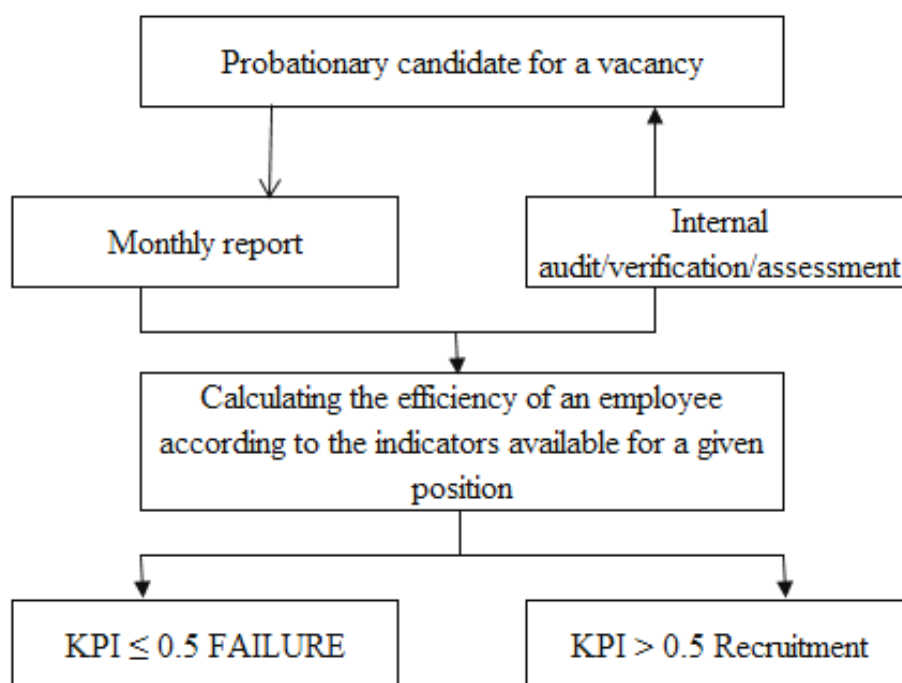 Probationary candidate for a vacancy
Monthly report
Internal
audit/verification/assessment
Calculating the efficiency of an employee
according to the indicators available for a given
position
KPI ≤ 0.5 FAILURE
KPI > 0.5 Recruitment